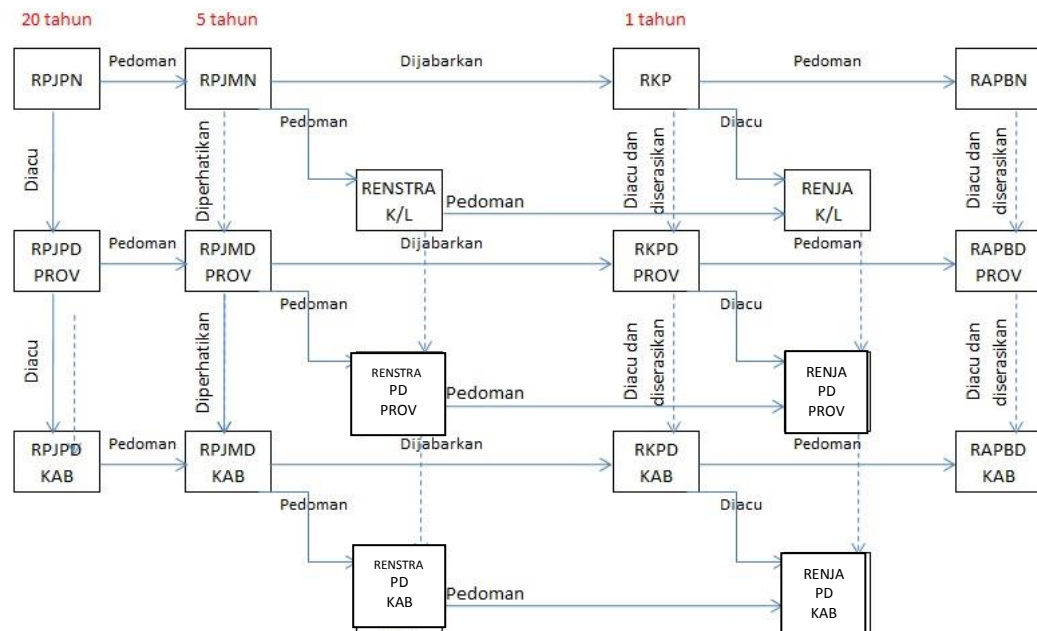 20 tahun
5 tahun
1 tahun
RPJPN
Pedoman
RPJMN
Dijabarkan
RKP
Pedoman
RAPBN
Pedoman
Diacu
Diacu
Diperhatikan
Diacu dan
diserasikan
Diacu dan
diserasikan
RENSTRA
K/L
Pedoman
RENJA
K/L
RPJPD
PROV
Pedoman
RPJMD
PROV
Dijabarkan
RKPD
PROV
Pedoman
RAPBD
PROV
Pedoman
Diacu
Diacu
Diperhatikan
Diacu dan
diserasikan
Diacu dan
diserasikan
RENSTRA
PD
PROV
Pedoman
RENJA
PD
PROV
RPJPD
KAB
Pedoman
RPJMD
KAB
Dijabarkan
RKPD
KAB
Pedoman
RAPBD
KAB
Pedoman
Diacu
RENSTRA
PD
KAB
Pedoman
RENJA
PD
KAB